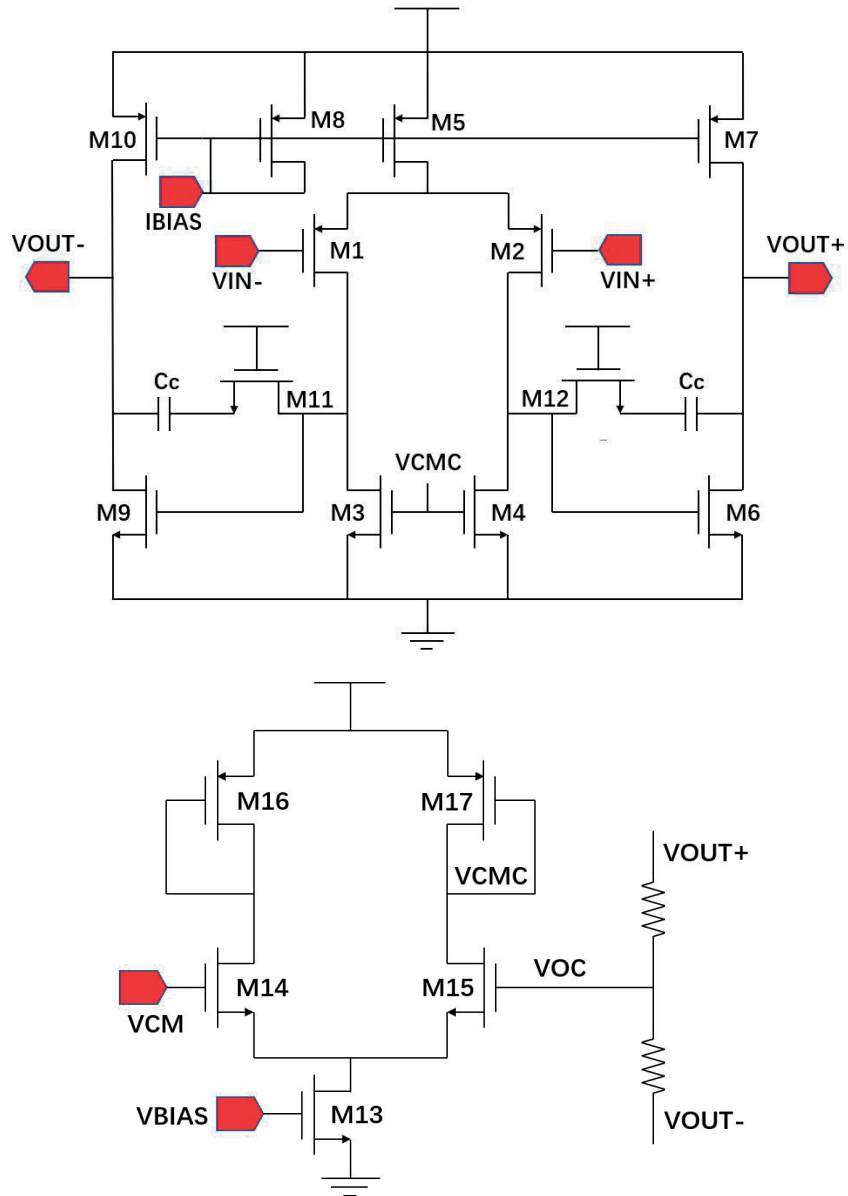 M10
M8
M5
M7
IBIAS
VOUT-
VIN-
M1
M2
VIN+
VOUT+
Cc
M11
M12
Cc
VCMC
M9
M3
M4
M6
M16
M17
VCMC
VOUT+
VOC
M14
M15
VCM
VBIAS
M13
VOUT-